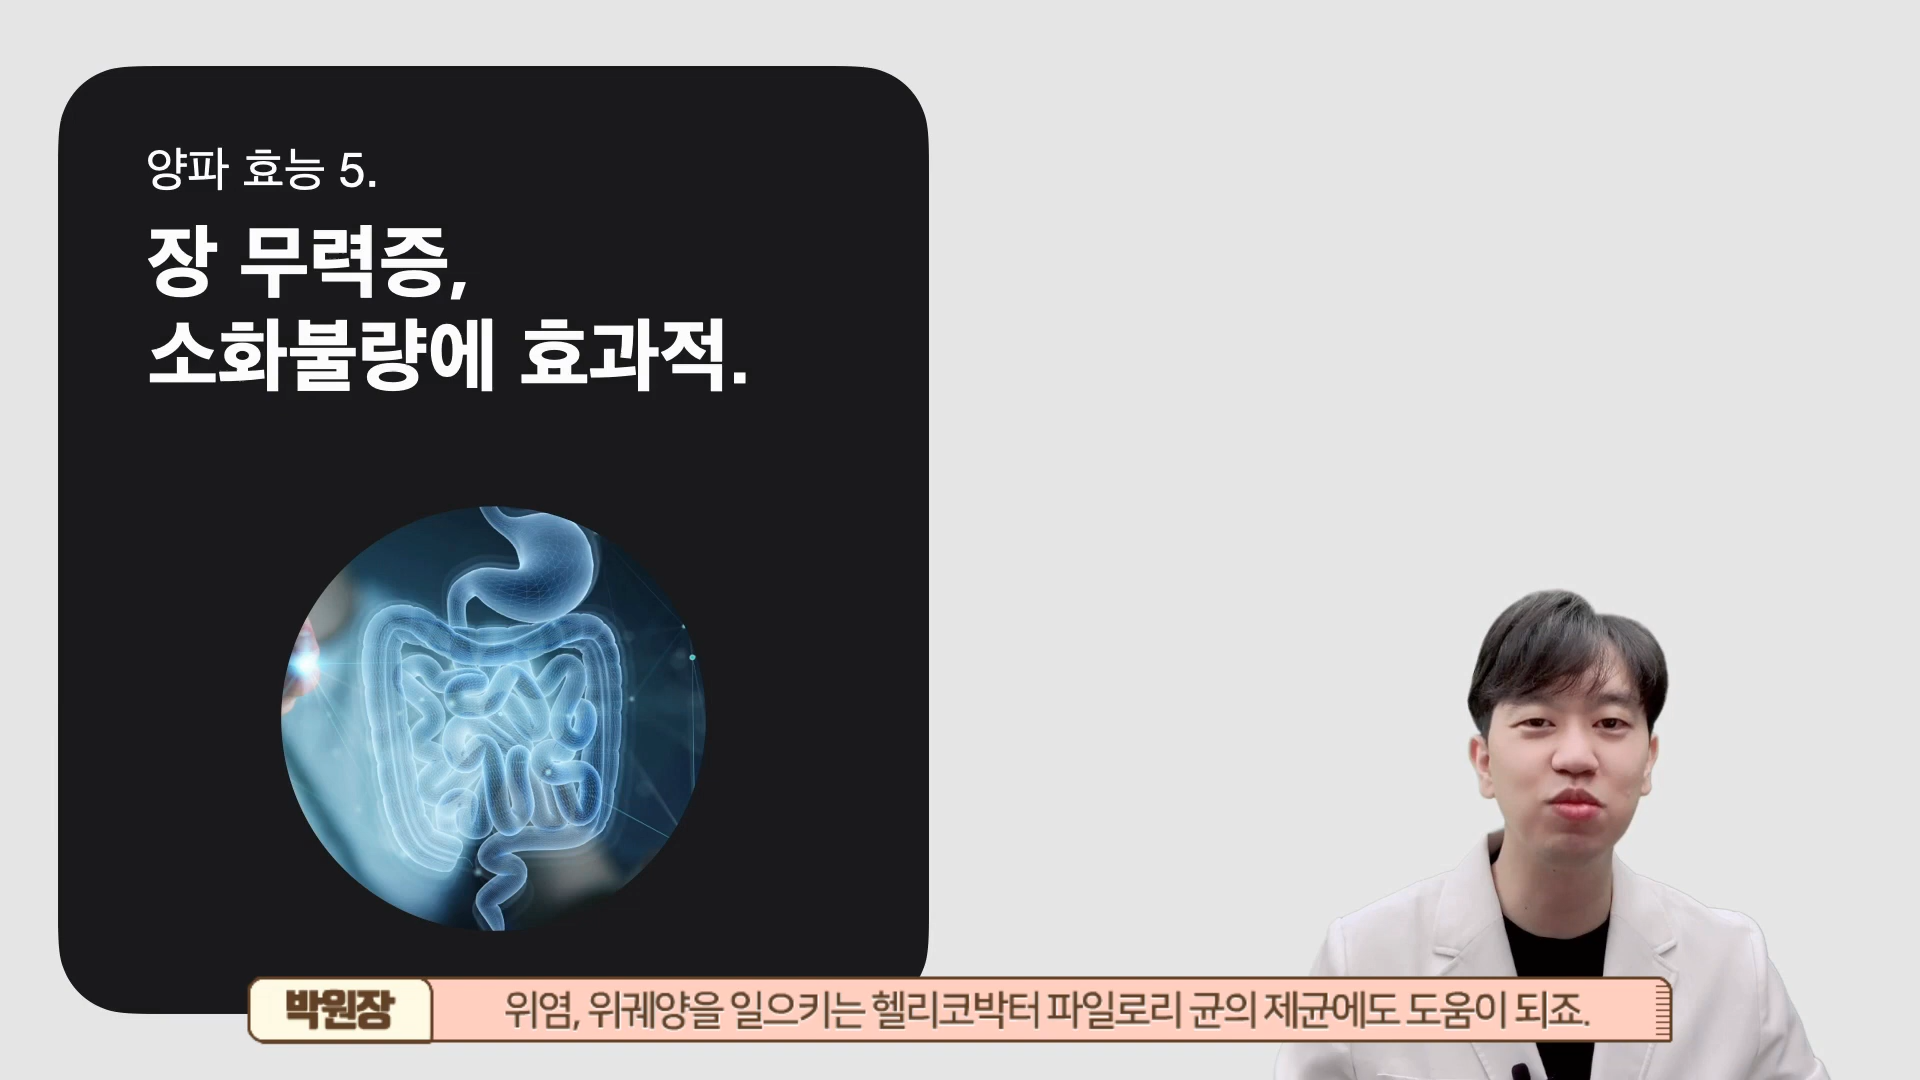 양파 효능 5.
장 무력증,
소화불량에 효과적.
박원장
위염, 위궤양을 일으키는 헬리코박터 파일로리 균의 제균에도 도움이 되죠.